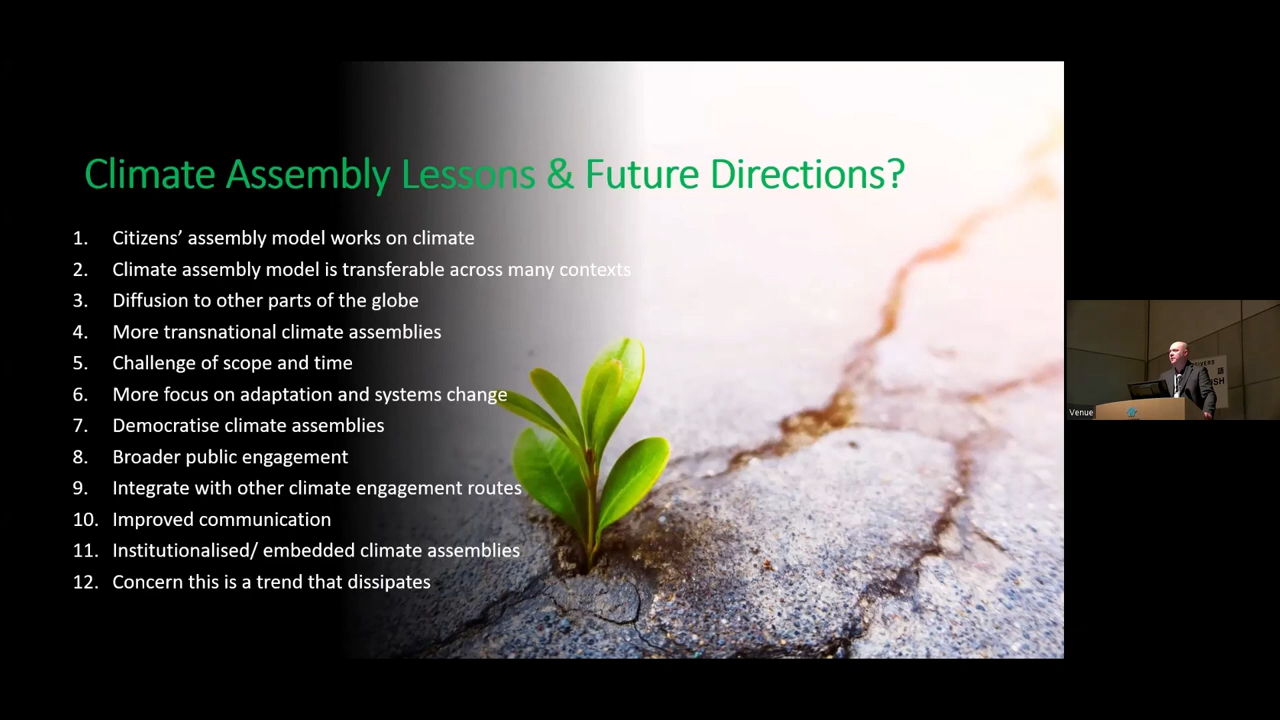 Climate Assembly Lessons & Future Directions?
1. Citizens’ assembly model works on climate
2. Climate assembly model is transferable across many contexts
3. Diffusion to other parts of the globe
4. More transnational climate assemblies
5. Challenge of scope and time
6. More focus on adaptation and systems change
7. Democratise climate assemblies
8. Broader public engagement
9. Integrate with other climate engagement routes
10. Improved communication
11. Institutionalised/ embedded climate assemblies
12. Concern this is a trend that dissipates
Venue